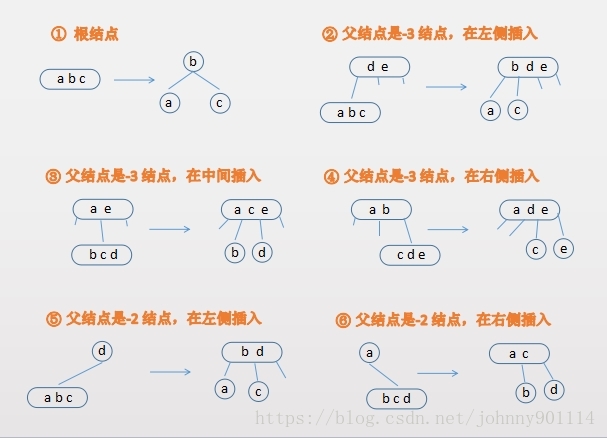 ① 根结点
② 父结点是-3 结点，在左侧插入
a b c
b
a
c
d e
a b c
b d e
a
c
③ 父结点是-3 结点，在中间插入
④ 父结点是-3 结点，在右侧插入
a e
b c d
a c e
b
d
a b
c d e
a d e
c
e
⑤ 父结点是-2 结点，在左侧插入
⑥ 父结点是-2 结点，在右侧插入
d
a b c
b d
a
c
a
b c d
a c
b
d
https://blog.csdn.net/johnny901114